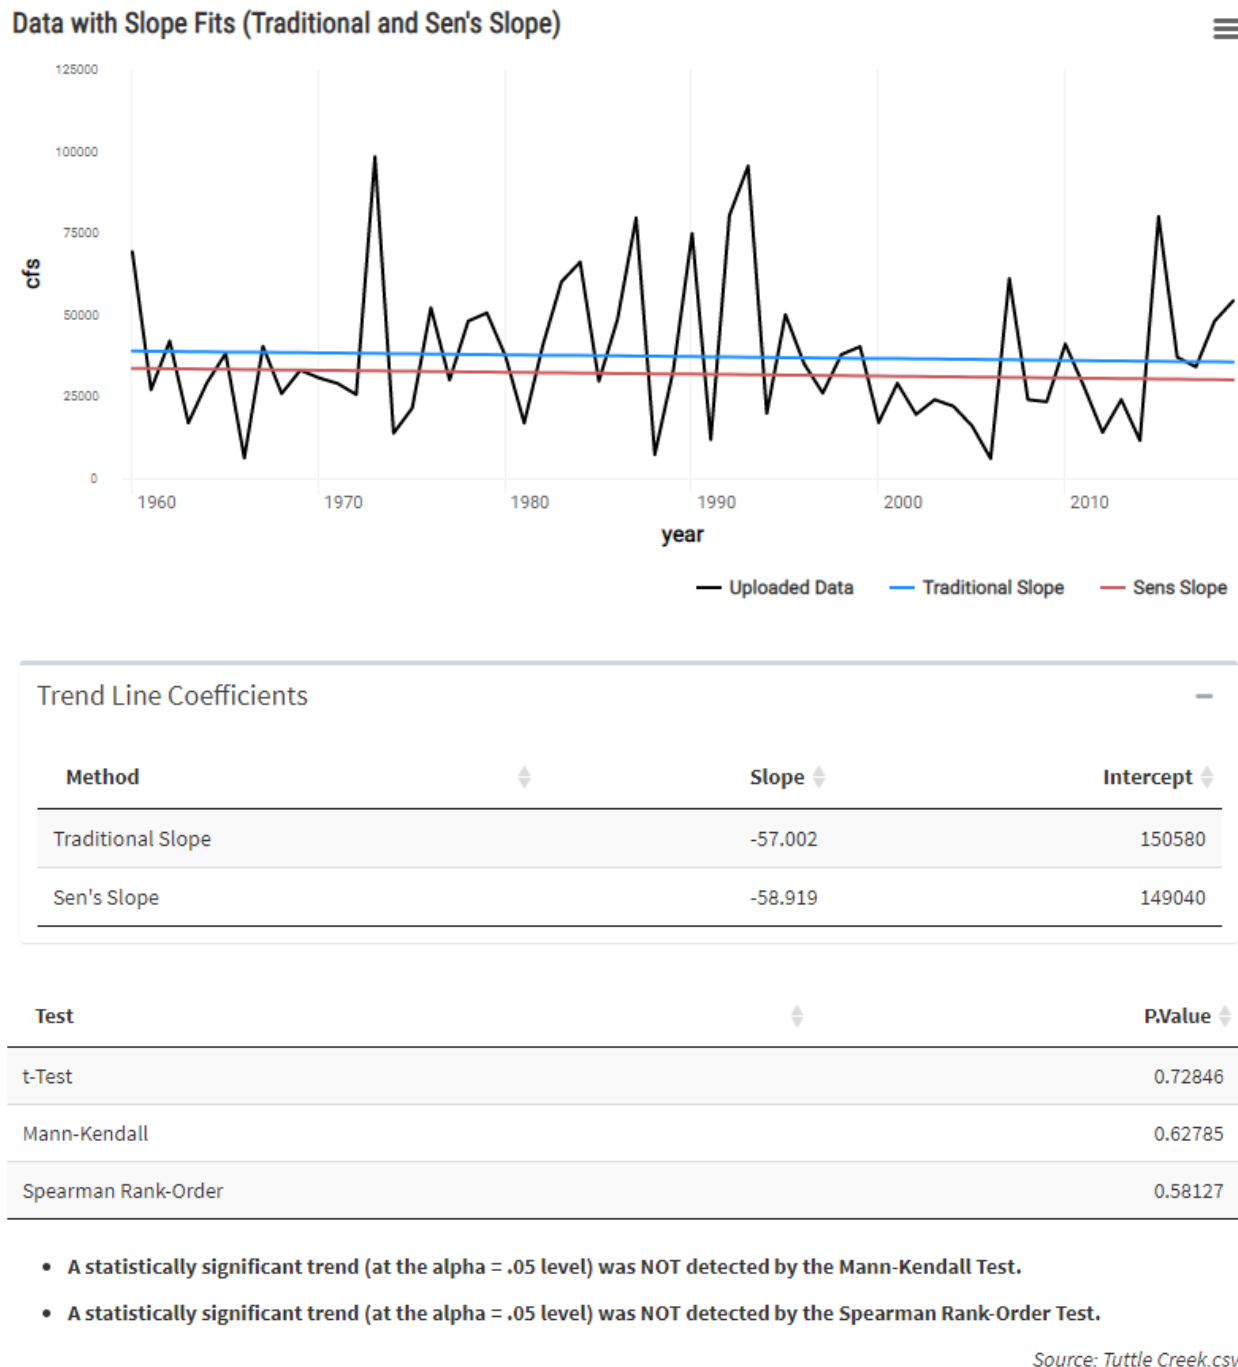 Data with Slope Fits (Traditional and Sen's Slope)
125000
100000
75000
50000
25000
0
cfs
1960 1970 1980 1990 2000 2010
year
Uploaded Data Traditional Slope Sens Slope
Trend Line Coefficients
Method Slope Intercept
Traditional Slope -57.002 150580
Sen's Slope -58.919 149040
Test P.Value
t-Test 0.72846
Mann-Kendall 0.62785
Spearman Rank-Order 0.58127
• A statistically significant trend (at the alpha = .05 level) was NOT detected by the Mann-Kendall Test.
• A statistically significant trend (at the alpha = .05 level) was NOT detected by the Spearman Rank-Order Test.
Source: Tuttle Creek.csv